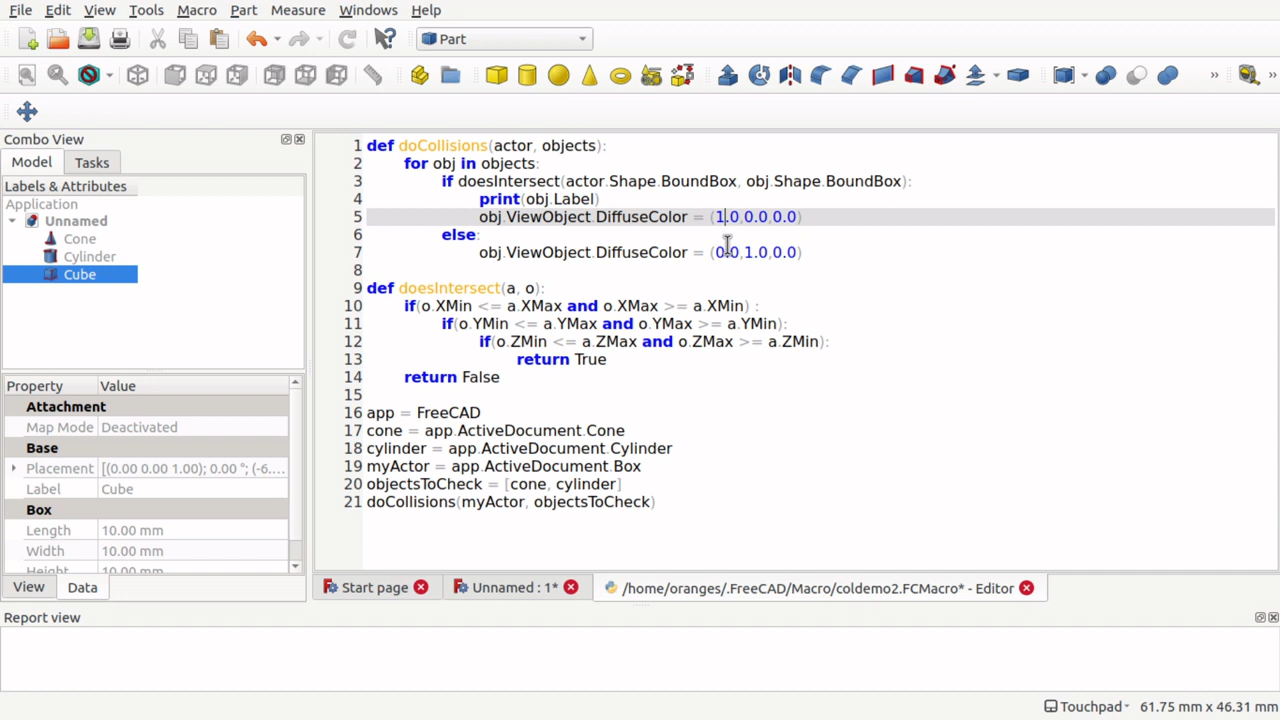 File Edit View Tools Macro Part Measure Windows Help
Part
»
»
Combo View
Model Tasks
Labels & Attributes
Application
Unnamed
Cone
Cylinder
Cube
Property Value
Attachment
Map Mode Deactivated
Base
Placement [(0.00 0.00 1.00); 0.00 °; (-6....
Label Cube
Box
Length 10.00 mm
Width 10.00 mm
Height 10.00 mm
View Data
1 def doCollisions(actor, objects):
2 for obj in objects:
3 if doesIntersect(actor.Shape.BoundBox, obj.Shape.BoundBox):
4 print(obj.Label)
5 obj.ViewObject.DiffuseColor = (1.0,0.0,0.0)
6 else:
7 obj.ViewObject.DiffuseColor = (0.0,1.0,0.0)
8
9 def doesIntersect(a, o):
10 if(o.XMin <= a.XMax and o.XMax >= a.XMin) :
11 if(o.YMin <= a.YMax and o.YMax >= a.YMin):
12 if(o.ZMin <= a.ZMax and o.ZMax >= a.ZMin):
13 return True
14 return False
15
16 app = FreeCAD
17 cone = app.ActiveDocument.Cone
18 cylinder = app.ActiveDocument.Cylinder
19 myActor = app.ActiveDocument.Box
20 objectsToCheck = [cone, cylinder]
21 doCollisions(myActor, objectsToCheck)
Start page Unnamed : 1* /home/oranges/.FreeCAD/Macro/coldemo2.FCMacro* - Editor
Report view
Touchpad 61.75 mm x 46.31 mm